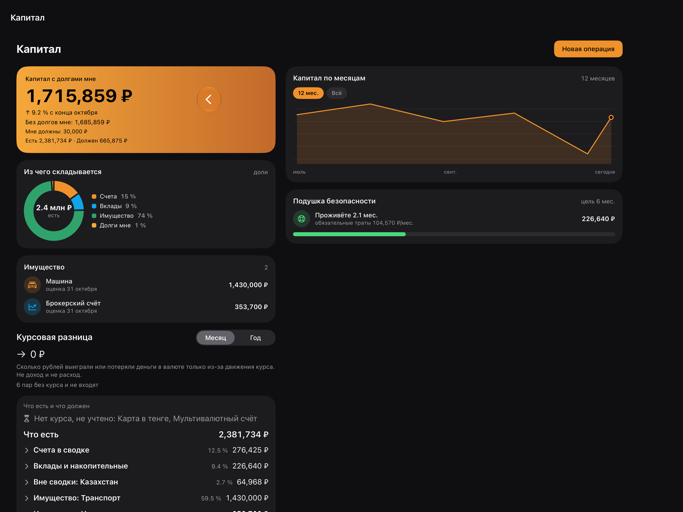 Капитал
Капитал
Новая операция
Капитал с долгами мне
1,715,859 ₽
↑ 9.2 % с конца октября
Без долгов мне: 1,685,859 ₽
Мне должны: 30,000 ₽
Есть 2,381,734 ₽ · Должен 665,875 ₽
Из чего складывается
доли
2.4 млн ₽
есть
Счета 15 %
Вклады 9 %
Имущество 74 %
Долги мне 1 %
Имущество
2
Машина
оценка 31 октября
1,430,000 ₽
Брокерский счёт
оценка 31 октября
353,700 ₽
Курсовая разница
Месяц
Год
→ 0 ₽
Сколько рублей выиграли или потеряли деньги в валюте только из-за движения курса.
Не доход и не расход.
6 пар без курса и не входят
Что есть и что должен
Нет курса, не учтено: Карта в тенге, Мультивалютный счёт
Что есть
2,381,734 ₽
Счета в сводке
12.5 % 276,425 ₽
Вклады и накопительные
9.4 % 226,640 ₽
Вне сводки: Казахстан
2.7 % 64,968 ₽
Имущество: Транспорт
59.5 % 1,430,000 ₽
Капитал по месяцам
12 месяцев
12 мес.
Всё
июль
сент.
сегодня
Подушка безопасности
цель 6 мес.
Проживёте 2.1 мес.
обязательные траты 104,570 ₽/мес.
226,640 ₽